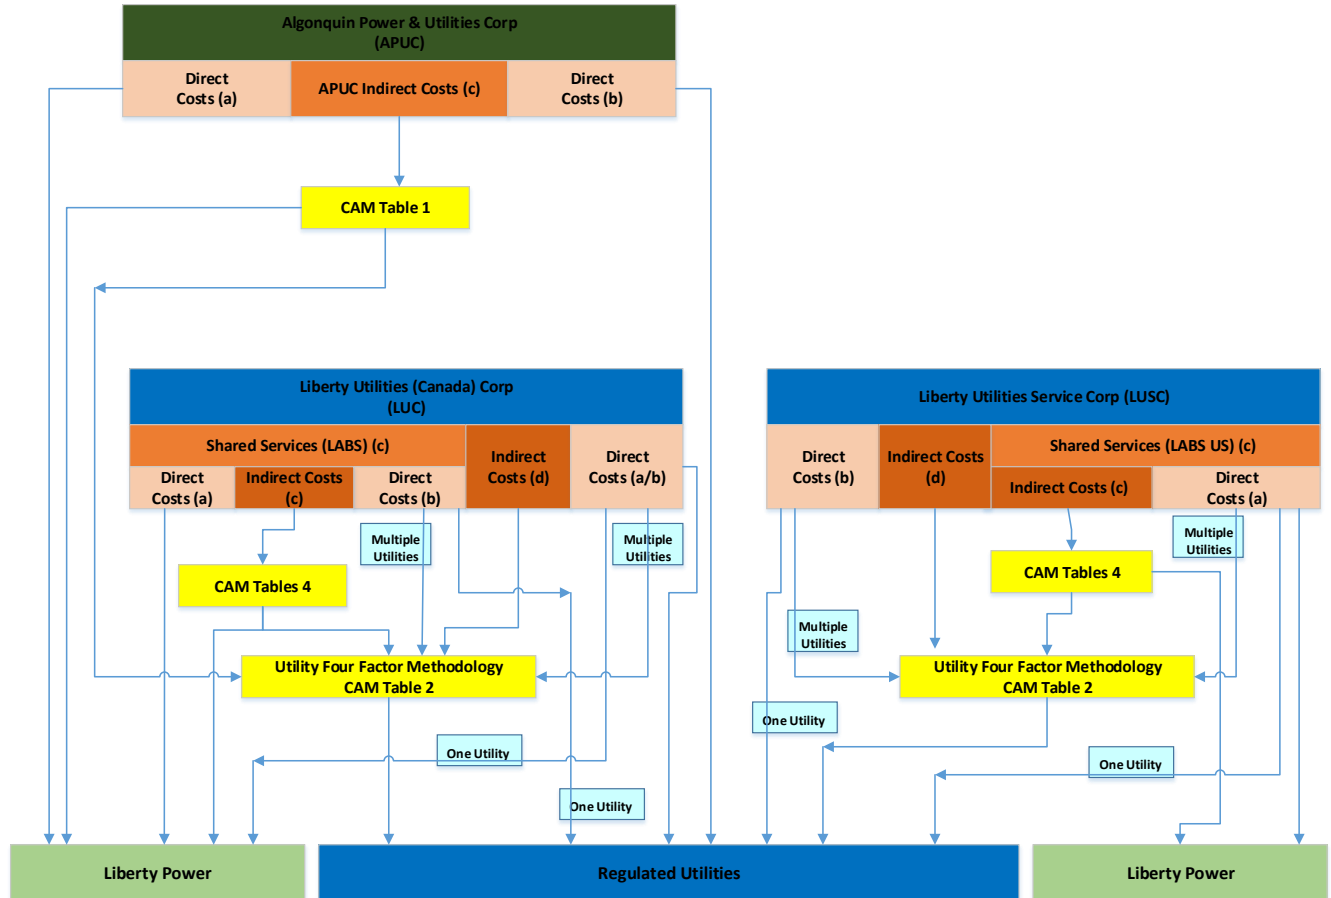 Algonquin Power & Utilities Corp
(APUC)
Direct
Costs (a)
APUC Indirect Costs (c)
Direct
Costs (b)
CAM Table 1
Liberty Utilities (Canada) Corp
(LUC)
Shared Services (LABS) (c)
Direct
Costs (a)
Indirect Costs
(c)
Direct
Costs (b)
Indirect
Costs (d)
Direct
Costs (a/b)
Multiple
Utilities
Multiple
Utilities
CAM Tables 4
Utility Four Factor Methodology
CAM Table 2
One Utility
One Utility
Liberty Utilities Service Corp (LUSC)
Direct
Costs (b)
Indirect Costs
(d)
Shared Services (LABS US) (c)
Indirect Costs (c)
Direct
Costs (a)
Multiple
Utilities
CAM Tables 4
Multiple
Utilities
Utility Four Factor Methodology
CAM Table 2
One Utility
One Utility
Liberty Power
Regulated Utilities
Liberty Power